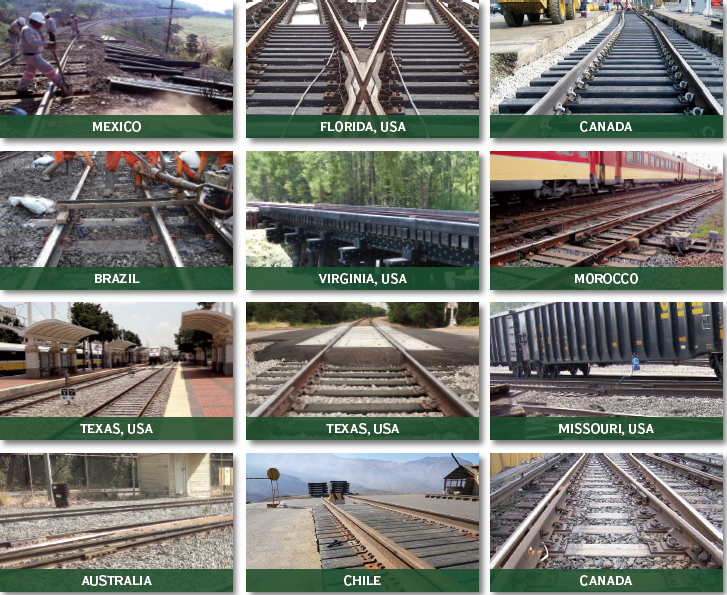 MEXICO
FLORIDA, USA
CANADA
BRAZIL
VIRGINIA, USA
MOROCCO
TEXAS, USA
TEXAS, USA
MISSOURI, USA
AUSTRALIA
CHILE
CANADA